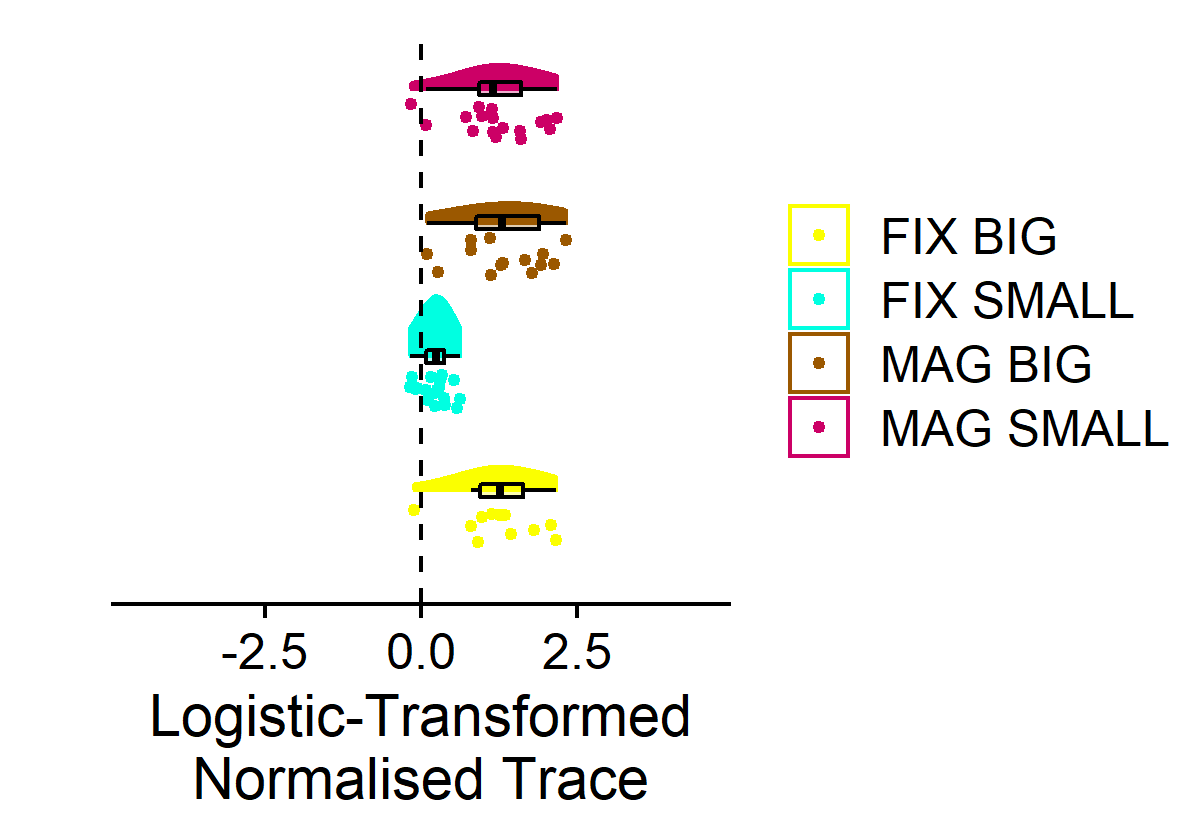 FIX BIG
FIX SMALL
MAG BIG
MAG SMALL
-2.5 0.0 2.5
Logistic-Transformed
Normalised Trace